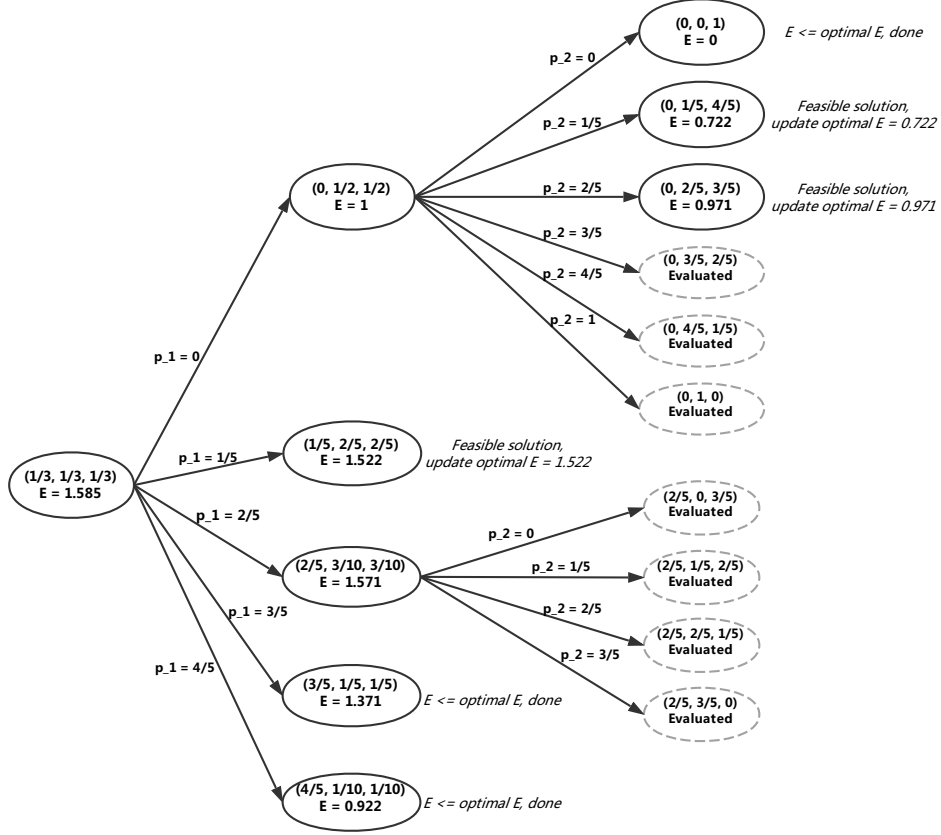 (0, 0, 1)
E = 0
E <= optimal E, done
p_2 = 0
(0, 1/5, 4/5)
E = 0.722
Feasible solution,
update optimal E = 0.722
p_2 = 1/5
(0, 1/2, 1/2)
E = 1
p_2 = 2/5
(0, 2/5, 3/5)
E = 0.971
Feasible solution,
update optimal E = 0.971
p_2 = 3/5
(0, 3/5, 2/5)
Evaluated
p_2 = 4/5
(0, 4/5, 1/5)
Evaluated
p_2 = 1
(0, 1, 0)
Evaluated
p_1 = 0
(1/3, 1/3, 1/3)
E = 1.585
p_1 = 1/5
(1/5, 2/5, 2/5)
E = 1.522
Feasible solution,
update optimal E = 1.522
p_1 = 2/5
(2/5, 3/10, 3/10)
E = 1.571
p_2 = 0
(2/5, 0, 3/5)
Evaluated
p_2 = 1/5
(2/5, 1/5, 2/5)
Evaluated
p_2 = 2/5
(2/5, 2/5, 1/5)
Evaluated
p_2 = 3/5
(2/5, 3/5, 0)
Evaluated
p_1 = 3/5
(3/5, 1/5, 1/5)
E = 1.371
E <= optimal E, done
p_1 = 4/5
(4/5, 1/10, 1/10)
E = 0.922
E <= optimal E, done